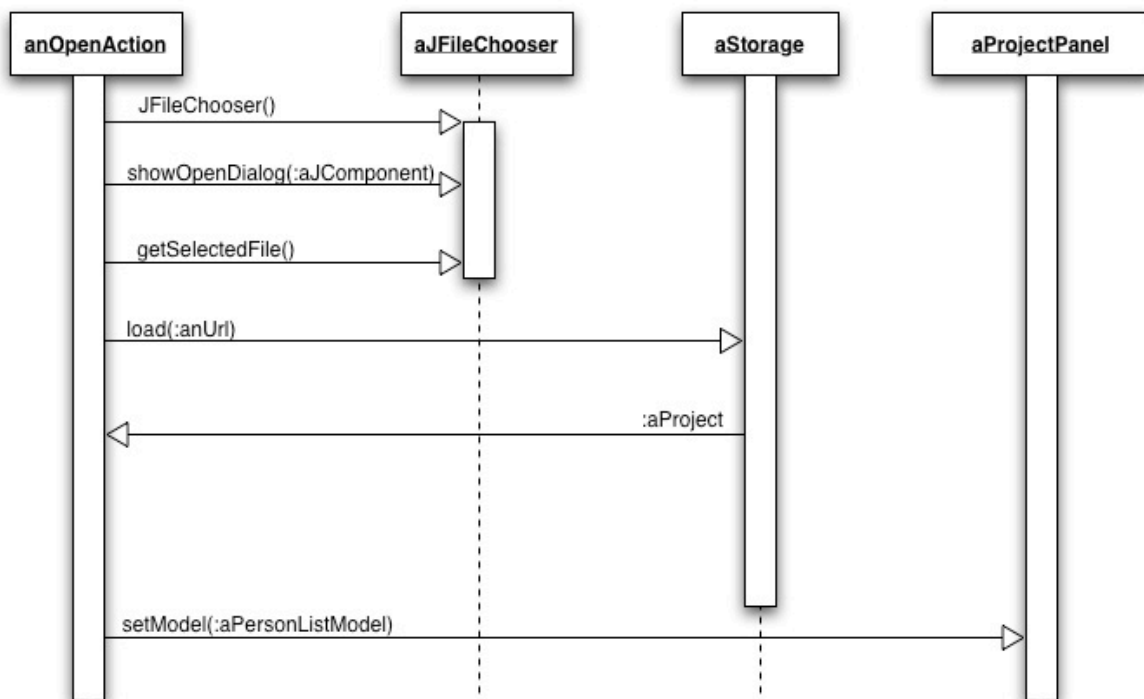 anOpenAction
aJFileChooser
aStorage
aProjectPanel
JFileChooser()
showOpenDialog(:aJComponent)
getSelectedFile()
load(:anUrl)
:aProject
setModel(:aPersonListModel)